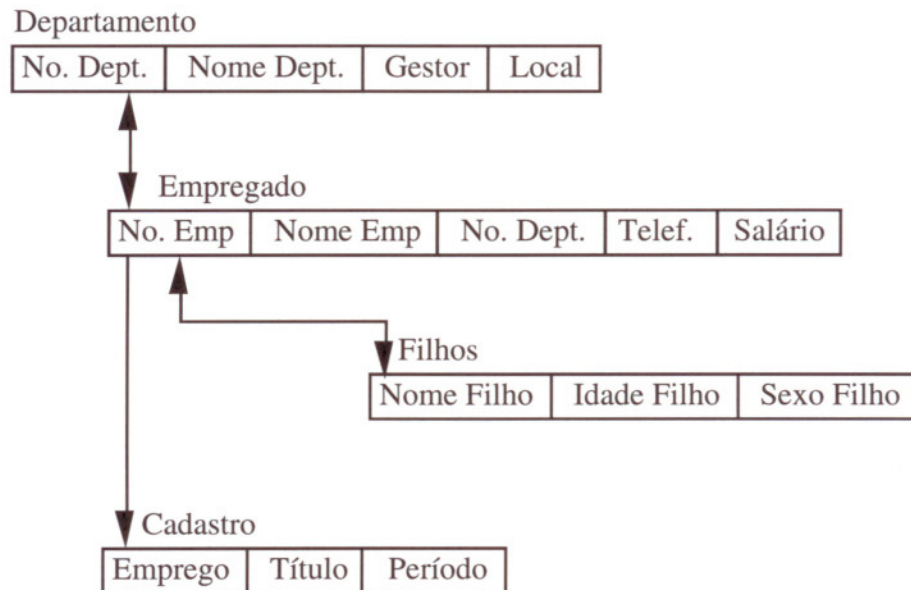 Departamento
No. Dept. Nome Dept. Gestor Local
Empregado
No. Emp Nome Emp No. Dept. Telef. Salário
Filhos
Nome Filho Idade Filho Sexo Filho
Cadastro
Emprego Título Período